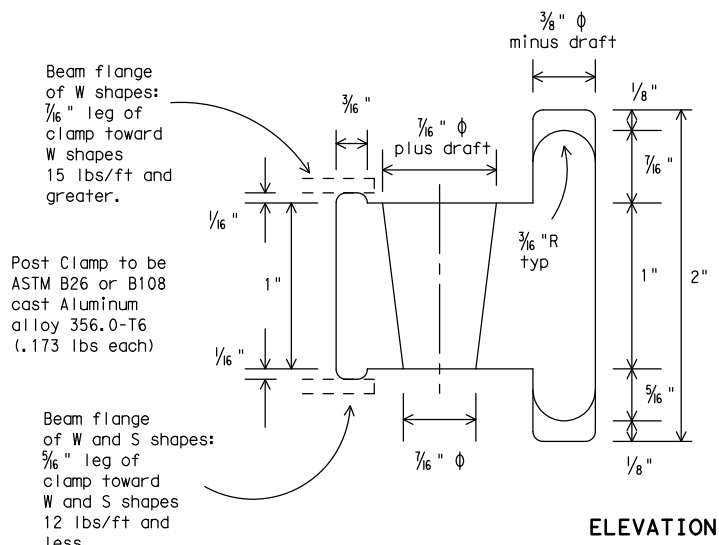 3/8" ϕ
minus draft
Beam flange
of W shapes:
7/16" leg of
clamp toward
W shapes
15 lbs/ft and
greater.
3/16"
7/16" ϕ
plus draft
1/8"
7/16"
1/16"
3/16"R
typ
Post Clamp to be
ASTM B26 or B108
cast Aluminum
alloy 356.0-T6
(.173 lbs each)
1"
1"
2"
1/16"
5/16"
Beam flange
of W and S shapes:
5/16" leg of
clamp toward
W and S shapes
12 lbs/ft and
less
7/16" ϕ
1/8"
ELEVATION